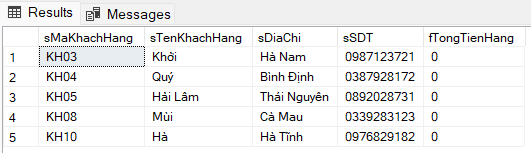 Results Messages
sMaKhachHang sTenKhachHang sDiaChi sSDT fTongTienHang
1 KH03 Khởi Hà Nam 0987123721 0
2 KH04 Quý Bình Định 0387928172 0
3 KH05 Hải Lâm Thái Nguyên 0892028731 0
4 KH08 Mùi Cà Mau 0339283123 0
5 KH10 Hà Hà Tĩnh 0976829182 0